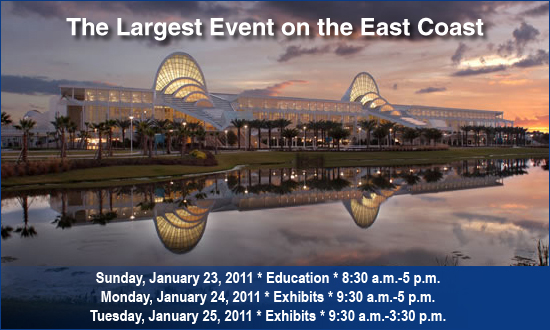 The Largest Event on the East Coast
Sunday, January 23, 2011 * Education * 8:30 a.m.-5 p.m.
Monday, January 24, 2011 * Exhibits * 9:30 a.m.-5 p.m.
Tuesday, January 25, 2011 * Exhibits * 9:30 a.m.-3:30 p.m.